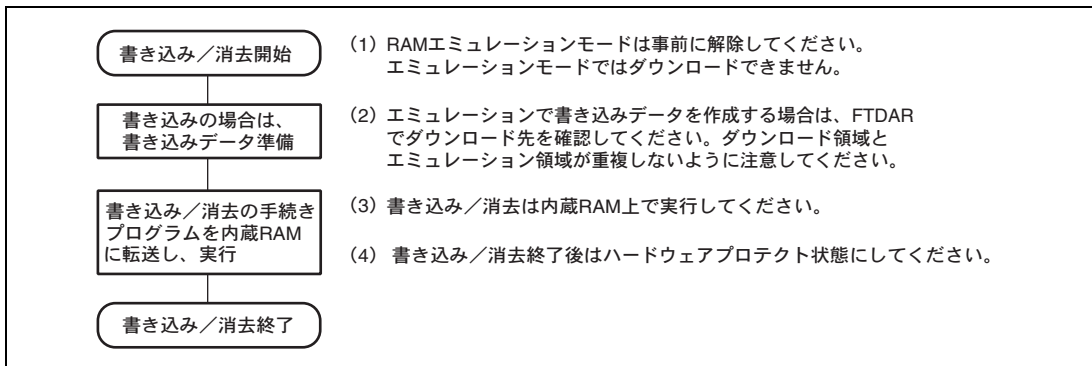 書き込み／消去開始
書き込みの場合は、
書き込みデータ準備
書き込み／消去の手続き
プログラムを内蔵RAM
に転送し、実行
書き込み／消去終了
（1）RAMエミュレーションモードは事前に解除してください。
エミュレーションモードではダウンロードできません。
（2）エミュレーションで書き込みデータを作成する場合は、FTDAR
でダウンロード先を確認してください。ダウンロード領域と
エミュレーション領域が重複しないように注意してください。
（3）書き込み／消去は内蔵RAM上で実行してください。
（4） 書き込み／消去終了後はハードウェアプロテクト状態にしてください。